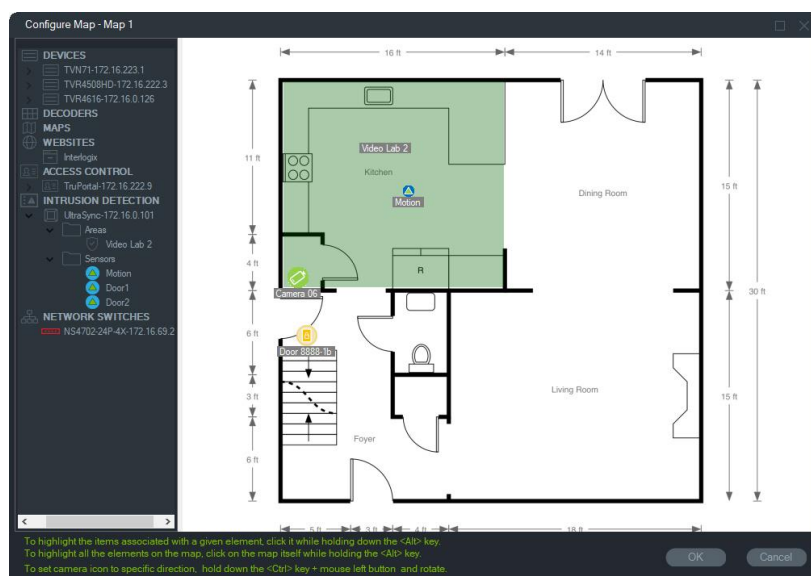 Configure Map - Map 1
DEVICES
TVN71-172.16.223.1
TVR4508HD-172.16.222.3
TVR4616-172.16.0.126
DECODERS
MAPS
WEBSITES
Interlogix
ACCESS CONTROL
TruPortal-172.16.222.9
INTRUSION DETECTION
UltraSync-172.16.0.101
Areas
Video Lab 2
Sensors
Motion
Door1
Door2
NETWORK SWITCHES
NS4702-24P-4X-172.16.69.2
16 ft
14 ft
11 ft
4 ft
6 ft
3 ft
6 ft
Video Lab 2
Kitchen
Motion
R
Camera 06
Door 8888-1b
Foyer
Dining Room
Living Room
15 ft
30 ft
15 ft
5 ft
3 ft
4 ft
18 ft
To highlight the items associated with a given element, click it while holding down the <Alt> key.
To highlight all the elements on the map, click on the map itself while holding the <Alt> key.
To set camera icon to specific direction, hold down the <Ctrl> key + mouse left button and rotate.
OK
Cancel